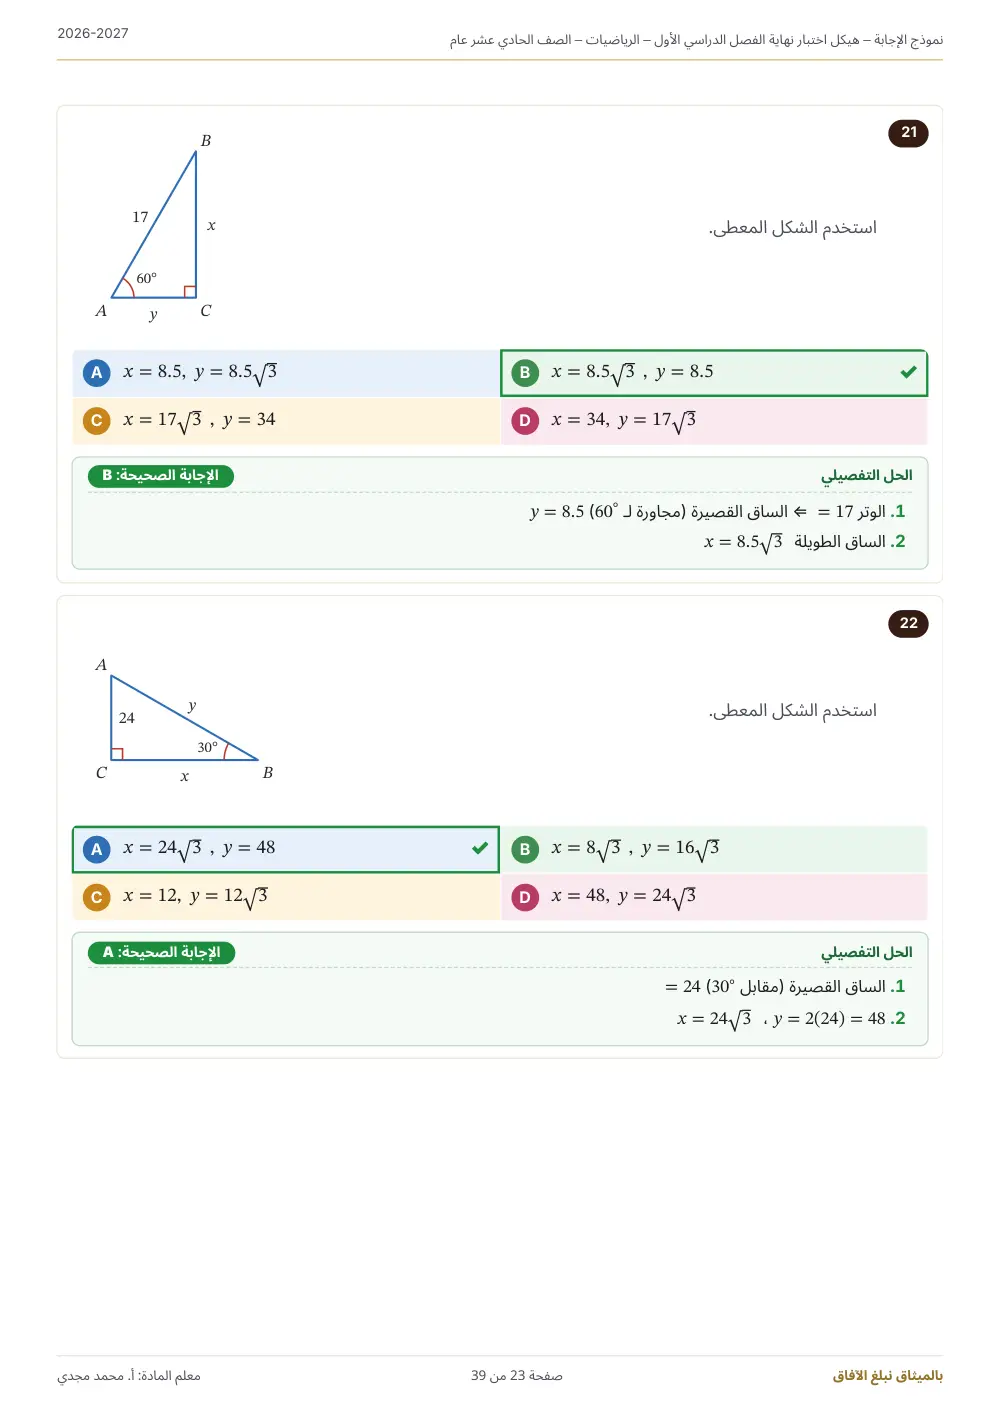 نموذج الإجابة – هيكل اختبار نهاية الفصل الدراسي الأول – الرياضيات – الصف الحادي عشر عام
2026-2027
21
استخدم الشكل المعطى.
B
17
x
60°
A
y
C
A x = 8.5, y = 8.5√3
B x = 8.5√3 , y = 8.5 ✔
C x = 17√3 , y = 34
D x = 34, y = 17√3
الحل التفصيلي
الإجابة الصحيحة: B
1. الوتر 17 = ⇐ الساق القصيرة (مجاورة لـ 60°) y = 8.5
2. الساق الطويلة x = 8.5√3
22
استخدم الشكل المعطى.
A
24
y
30°
C
x
B
A x = 24√3 , y = 48 ✔
B x = 8√3 , y = 16√3
C x = 12, y = 12√3
D x = 48, y = 24√3
الحل التفصيلي
الإجابة الصحيحة: A
1. الساق القصيرة (مقابل 30°) 24 =
2. y = 2(24) = 48 ، x = 24√3
بالميثاق نبلغ الآفاق
صفحة 23 من 39
معلم المادة: أ. محمد مجدي